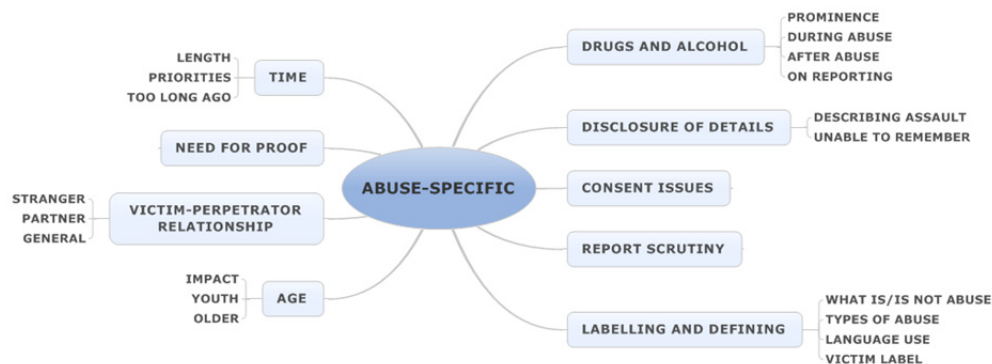 LENGTH
PRIORITIES
TOO LONG AGO
TIME
NEED FOR PROOF
STRANGER
PARTNER
GENERAL
VICTIM-PERPETRATOR
RELATIONSHIP
IMPACT
YOUTH
OLDER
AGE
ABUSE-SPECIFIC
DRUGS AND ALCOHOL
PROMINENCE
DURING ABUSE
AFTER ABUSE
ON REPORTING
DISCLOSURE OF DETAILS
DESCRIBING ASSAULT
UNABLE TO REMEMBER
CONSENT ISSUES
REPORT SCRUTINY
LABELLING AND DEFINING
WHAT IS/IS NOT ABUSE
TYPES OF ABUSE
LANGUAGE USE
VICTIM LABEL